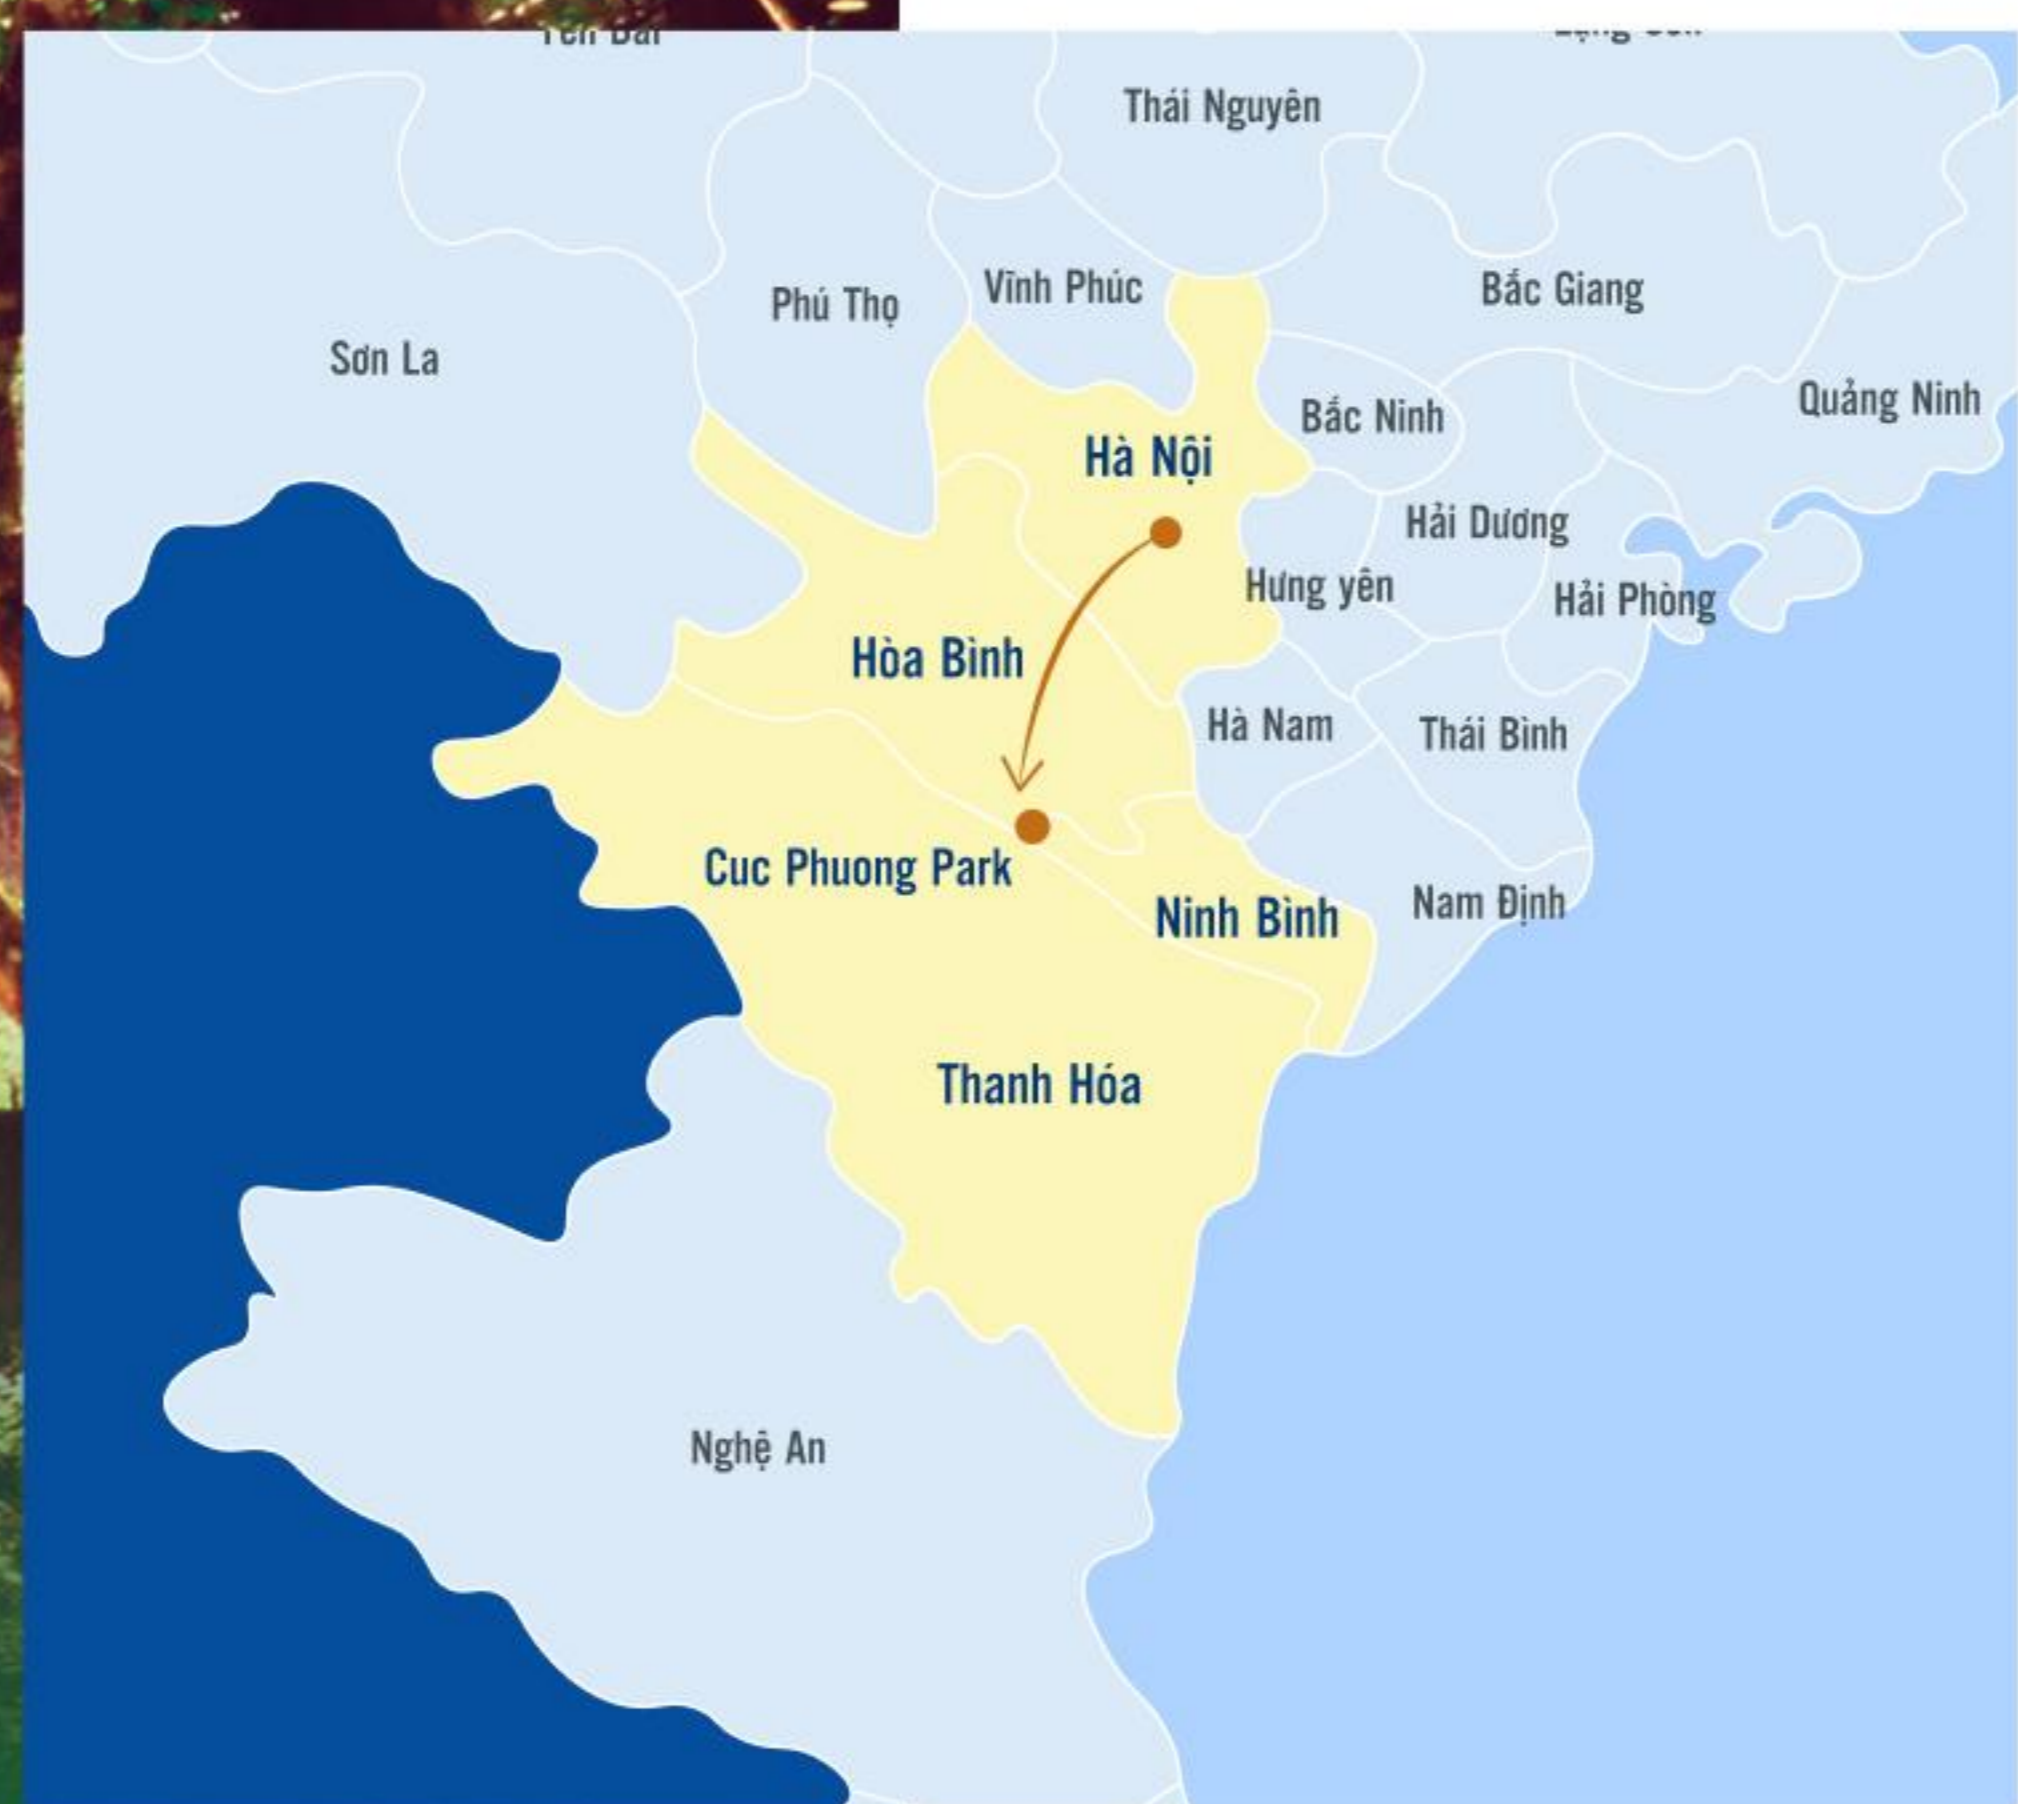 Thái Nguyên
Vĩnh Phúc
Bắc Giang
Phú Thọ
Sơn La
Quảng Ninh
Bắc Ninh
Hà Nội
Hải Dương
Hưng yên
Hải Phòng
Hòa Bình
Hà Nam
Thái Bình
Cuc Phuong Park
Nam Định
Ninh Bình
Thanh Hóa
Nghệ An